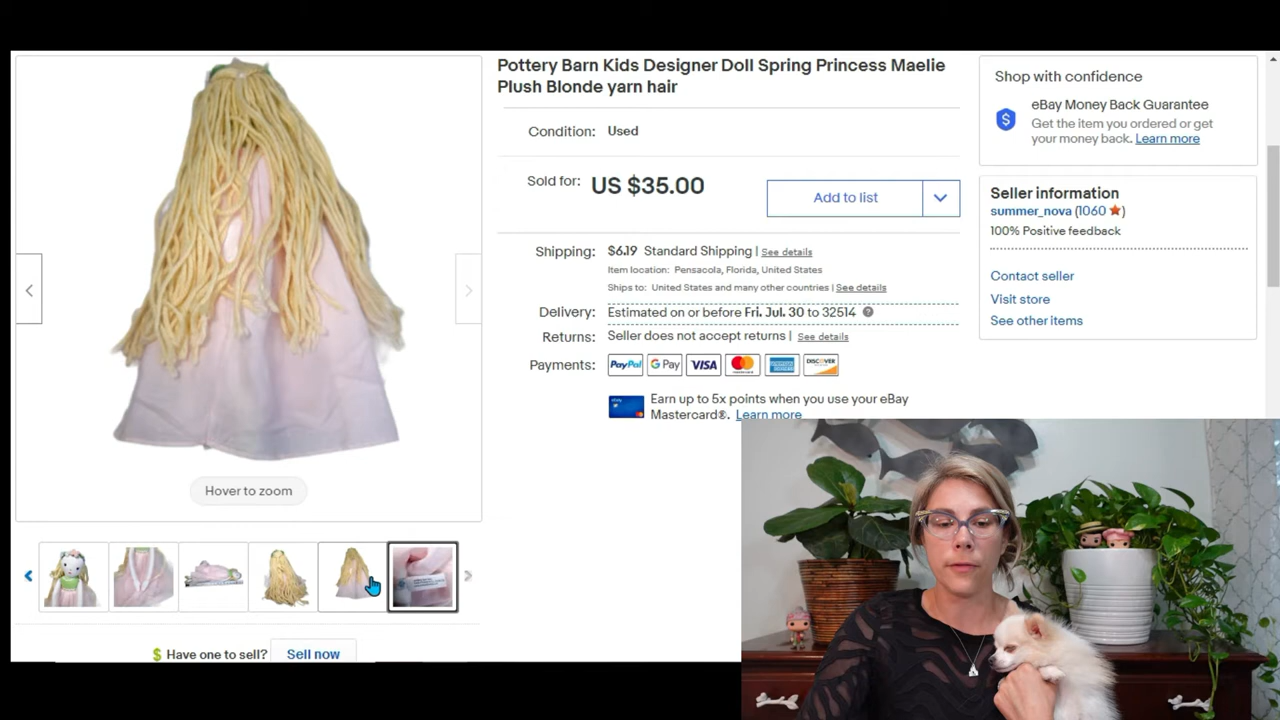 Pottery Barn Kids Designer Doll Spring Princess Maelie
Plush Blonde yarn hair
Condition: Used
Sold for: US $35.00
Add to list
Shipping: $6.19 Standard Shipping | See details
Item location: Pensacola, Florida, United States
Ships to: United States and many other countries | See details
Delivery: Estimated on or before Fri. Jul. 30 to 32514
Returns: Seller does not accept returns | See details
Payments: PayPal G Pay VISA
DISCOVER
Earn up to 5x points when you use your eBay
Mastercard®. Learn more
Hover to zoom
$ Have one to sell? Sell now
Shop with confidence
$ eBay Money Back Guarantee
Get the item you ordered or get
your money back. Learn more
Seller information
summer_nova (1060 ★)
100% Positive feedback
Contact seller
Visit store
See other items